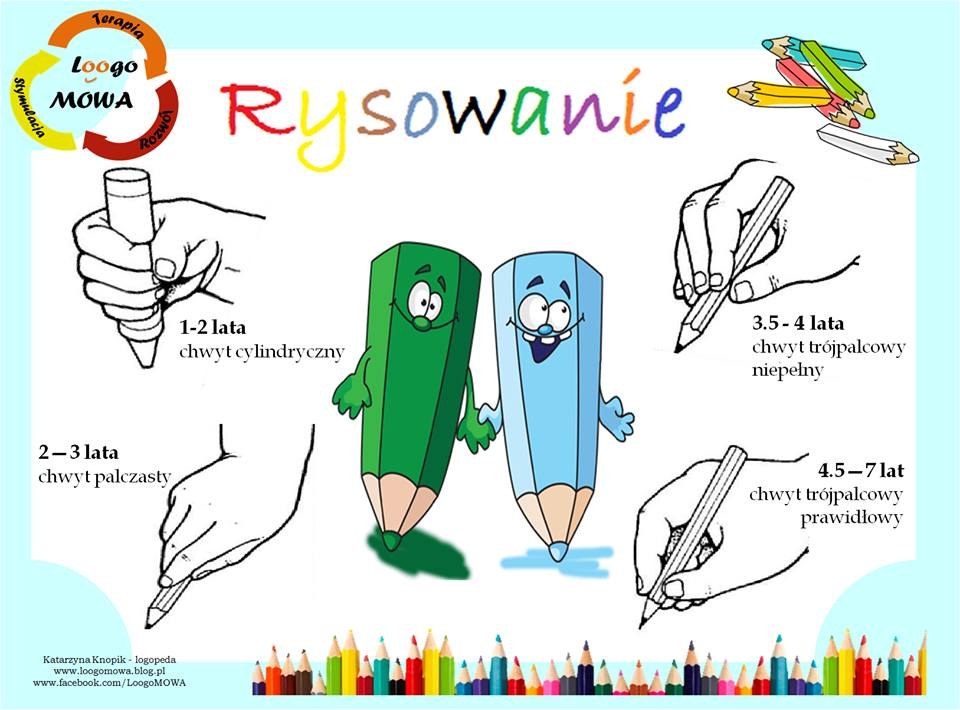 Terapia
Loogo
MOWA
Stymulacja
Rozwój
Rysowanie
1-2 lata
chwyt cylindryczny
3.5 - 4 lata
chwyt trójpalcowy
niepełny
2 — 3 lata
chwyt palczasty
4.5 — 7 lat
chwyt trójpalcowy
prawidłowy
Katarzyna Knopik - logopeda
www.loogomowa.blog.pl
www.facebook.com/LoogoMOWA